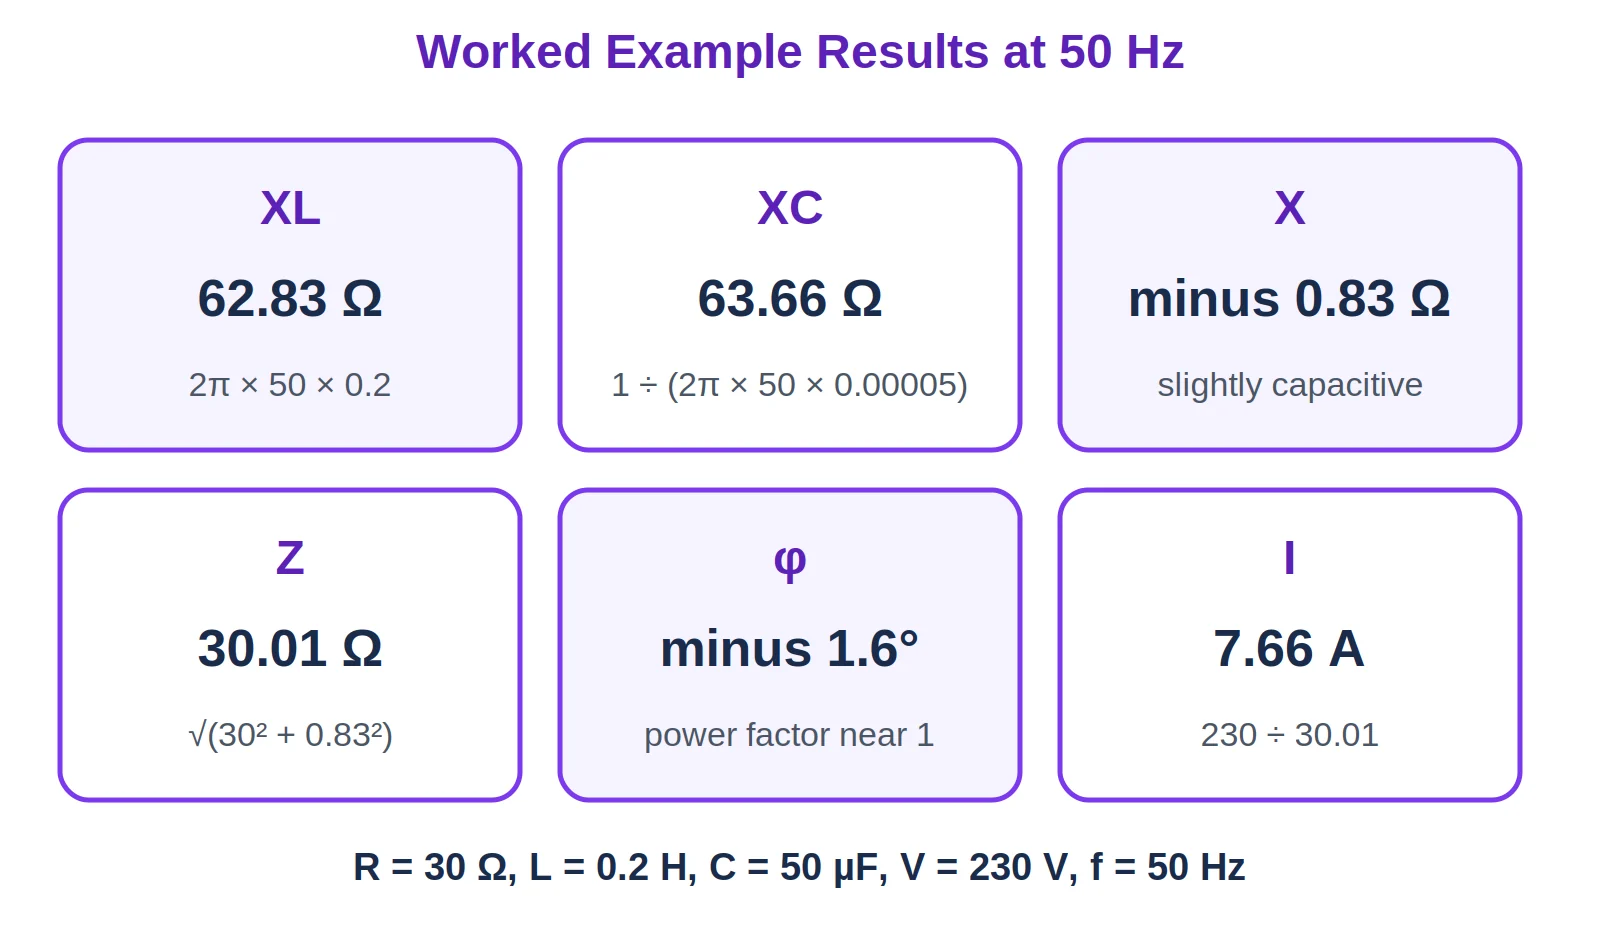 Worked Example Results at 50 Hz
XL
62.83 Ω
2π × 50 × 0.2
XC
63.66 Ω
1 ÷ (2π × 50 × 0.00005)
X
minus 0.83 Ω
slightly capacitive
Z
30.01 Ω
√(30² + 0.83²)
φ
minus 1.6°
power factor near 1
I
7.66 A
230 ÷ 30.01
R = 30 Ω, L = 0.2 H, C = 50 µF, V = 230 V, f = 50 Hz